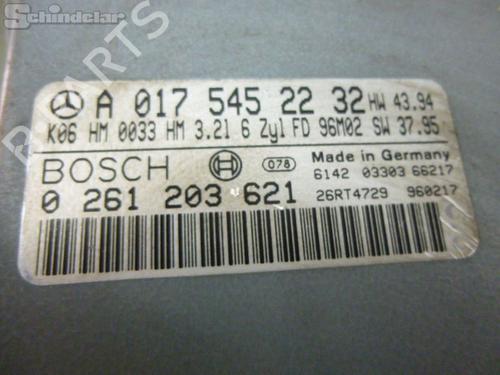 Schindelar
PARTS
A 017 545 22 32 HW 43.94
K06 HM 0033 HM 3.21 6 Zyl FD 96M02 SW 37.95
BOSCH 078 Made in Germany
6142 03303 66217
0 261 203 621 26RT4729 960217